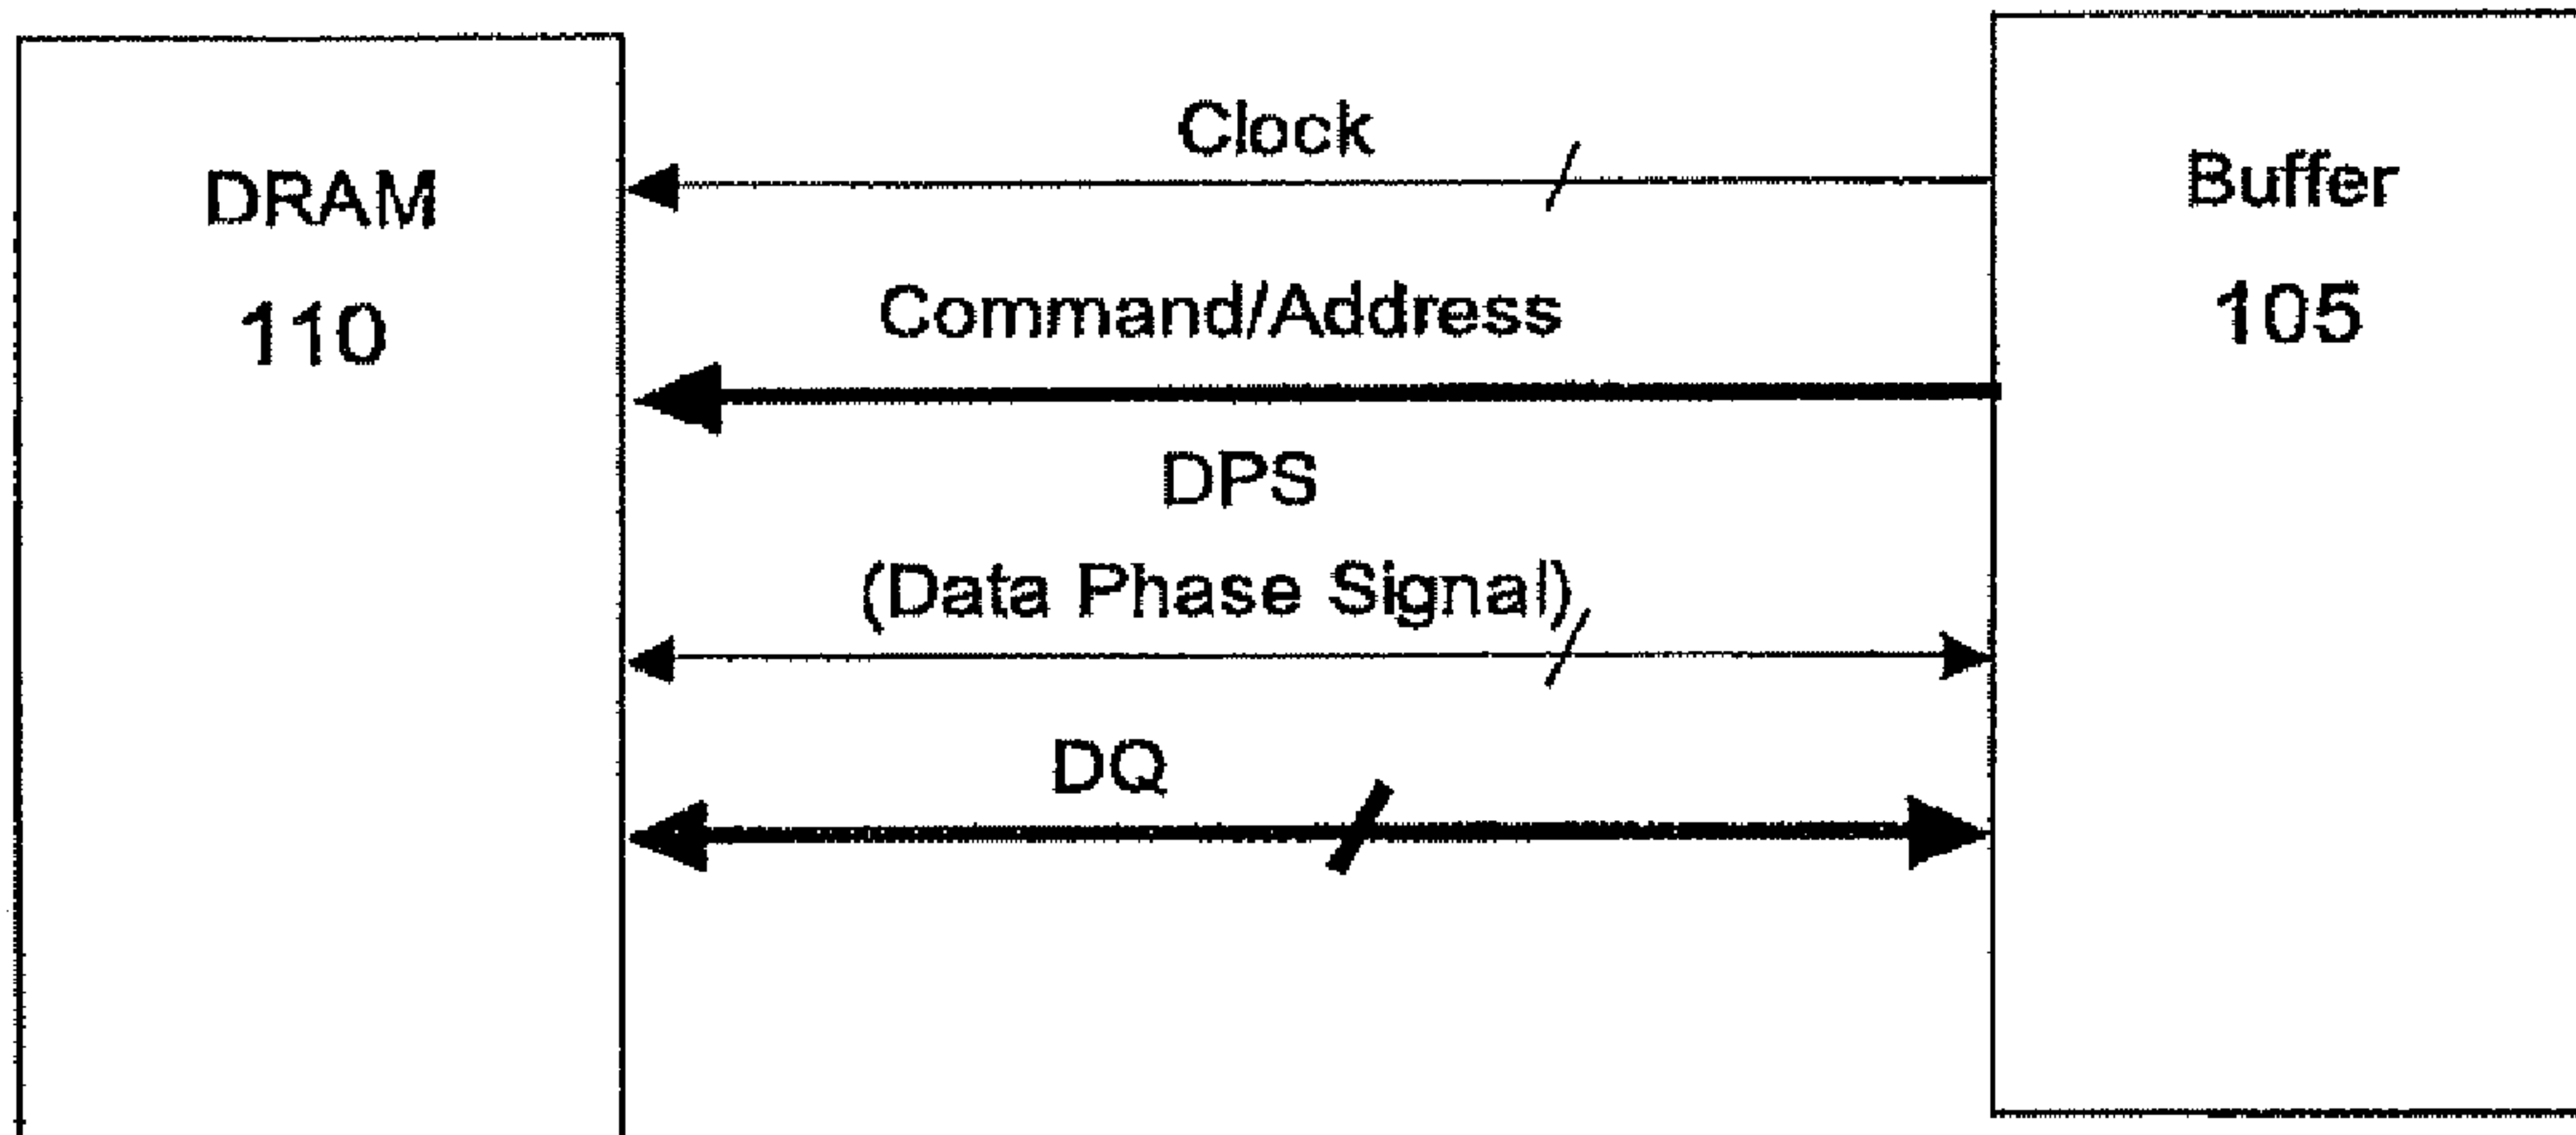 DRAM
110
Clock
Command/Address
DPS
(Data Phase Signal)
DQ
Buffer
105